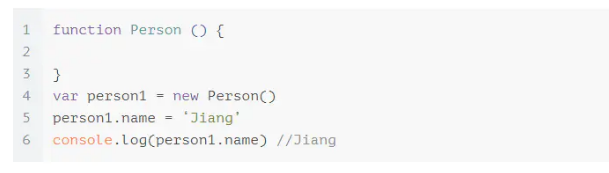 1 function Person () {
2
3 }
4 var person1 = new Person()
5 person1.name = ‘Jiang’
6 console.log(person1.name) //Jiang